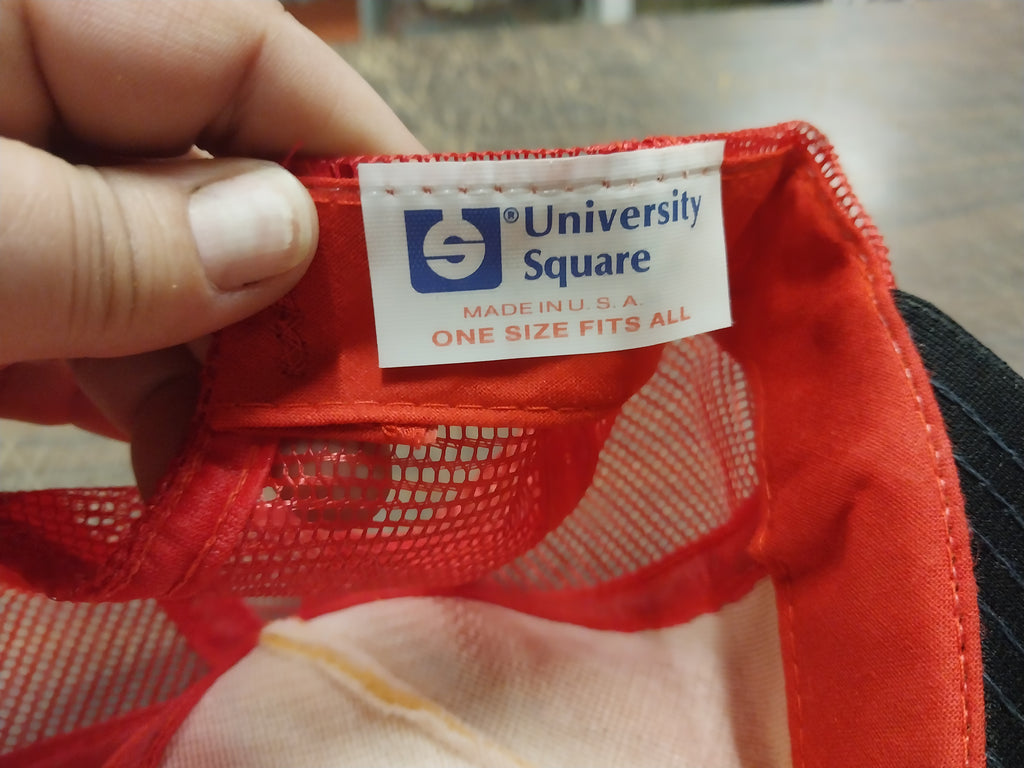 ® University
Square
MADE IN U. S. A.
ONE SIZE FITS ALL